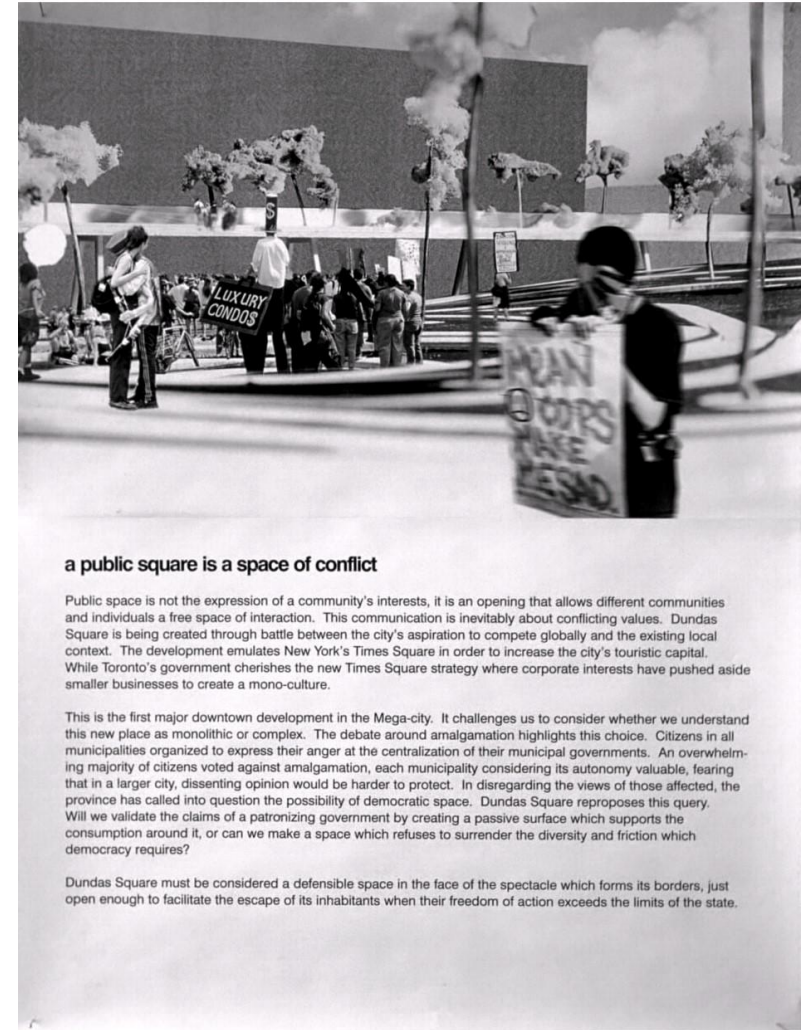 $
LUXURY
CONDO$
MEAN
COPS
MAKE
ME SAD.
a public square is a space of conflict
Public space is not the expression of a community's interests, it is an opening that allows different communities
and individuals a free space of interaction. This communication is inevitably about conflicting values. Dundas
Square is being created through battle between the city's aspiration to compete globally and the existing local
context. The development emulates New York's Times Square in order to increase the city's touristic capital.
While Toronto's government cherishes the new Times Square strategy where corporate interests have pushed aside
smaller businesses to create a mono-culture.
This is the first major downtown development in the Mega-city. It challenges us to consider whether we understand
this new place as monolithic or complex. The debate around amalgamation highlights this choice. Citizens in all
municipalities organized to express their anger at the centralization of their municipal governments. An overwhelm-
ing majority of citizens voted against amalgamation, each municipality considering its autonomy valuable, fearing
that in a larger city, dissenting opinion would be harder to protect. In disregarding the views of those affected, the
province has called into question the possibility of democratic space. Dundas Square reproposes this query.
Will we validate the claims of a patronizing government by creating a passive surface which supports the
consumption around it, or can we make a space which refuses to surrender the diversity and friction which
democracy requires?
Dundas Square must be considered a defensible space in the face of the spectacle which forms its borders, just
open enough to facilitate the escape of its inhabitants when their freedom of action exceeds the limits of the state.